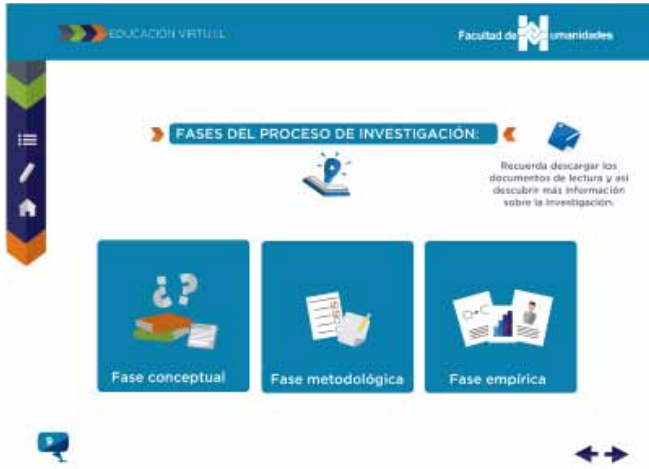 EDUCACIÓN VIRTUAL
Facultad de Humanidades
FASES DEL PROCESO DE INVESTIGACIÓN:
Recuerda descargar los
documentos de lectura y así
descubrir más información
sobre la investigación.
¿?
Fase conceptual
Fase metodológica
Fase empírica
9